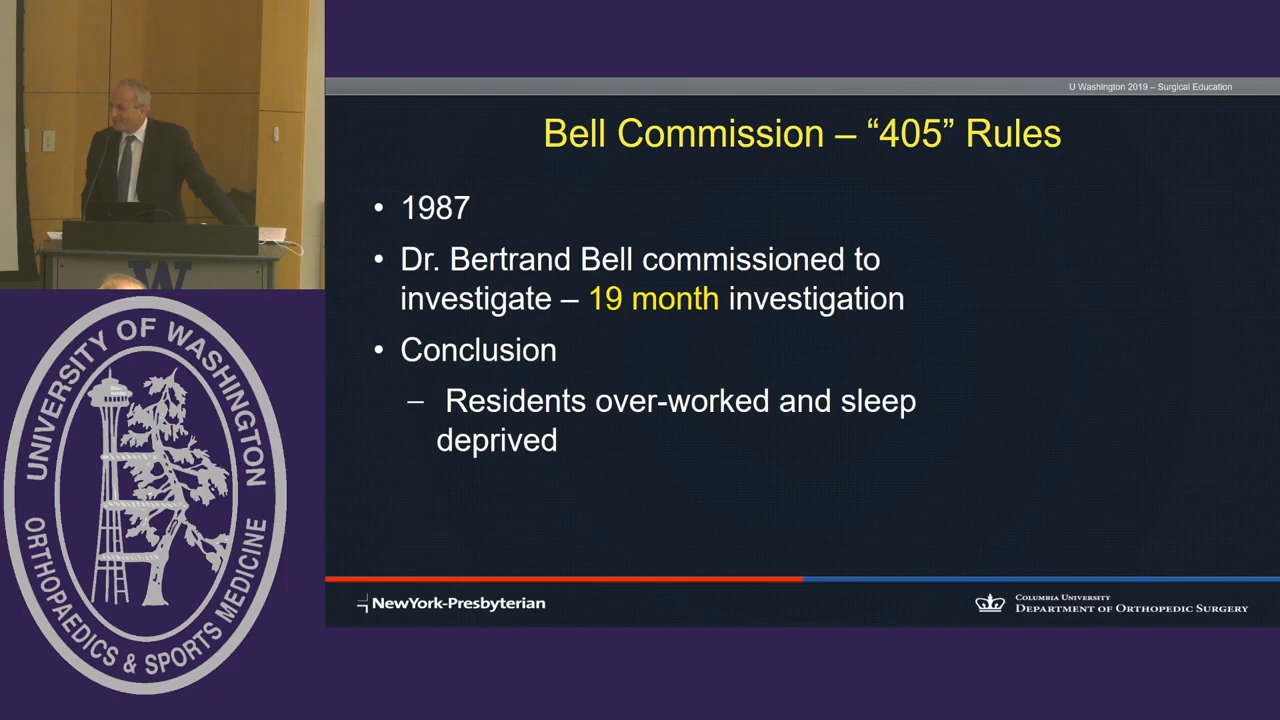 U Washington 2019 – Surgical Education
Bell Commission – “405” Rules
• 1987
• Dr. Bertrand Bell commissioned to
investigate – 19 month investigation
• Conclusion
– Residents over-worked and sleep
deprived
NewYork-Presbyterian
COLUMBIA UNIVERSITY
DEPARTMENT OF ORTHOPEDIC SURGERY
W
UNIVERSITY OF WASHINGTON
ORTHOPAEDICS & SPORTS MEDICINE